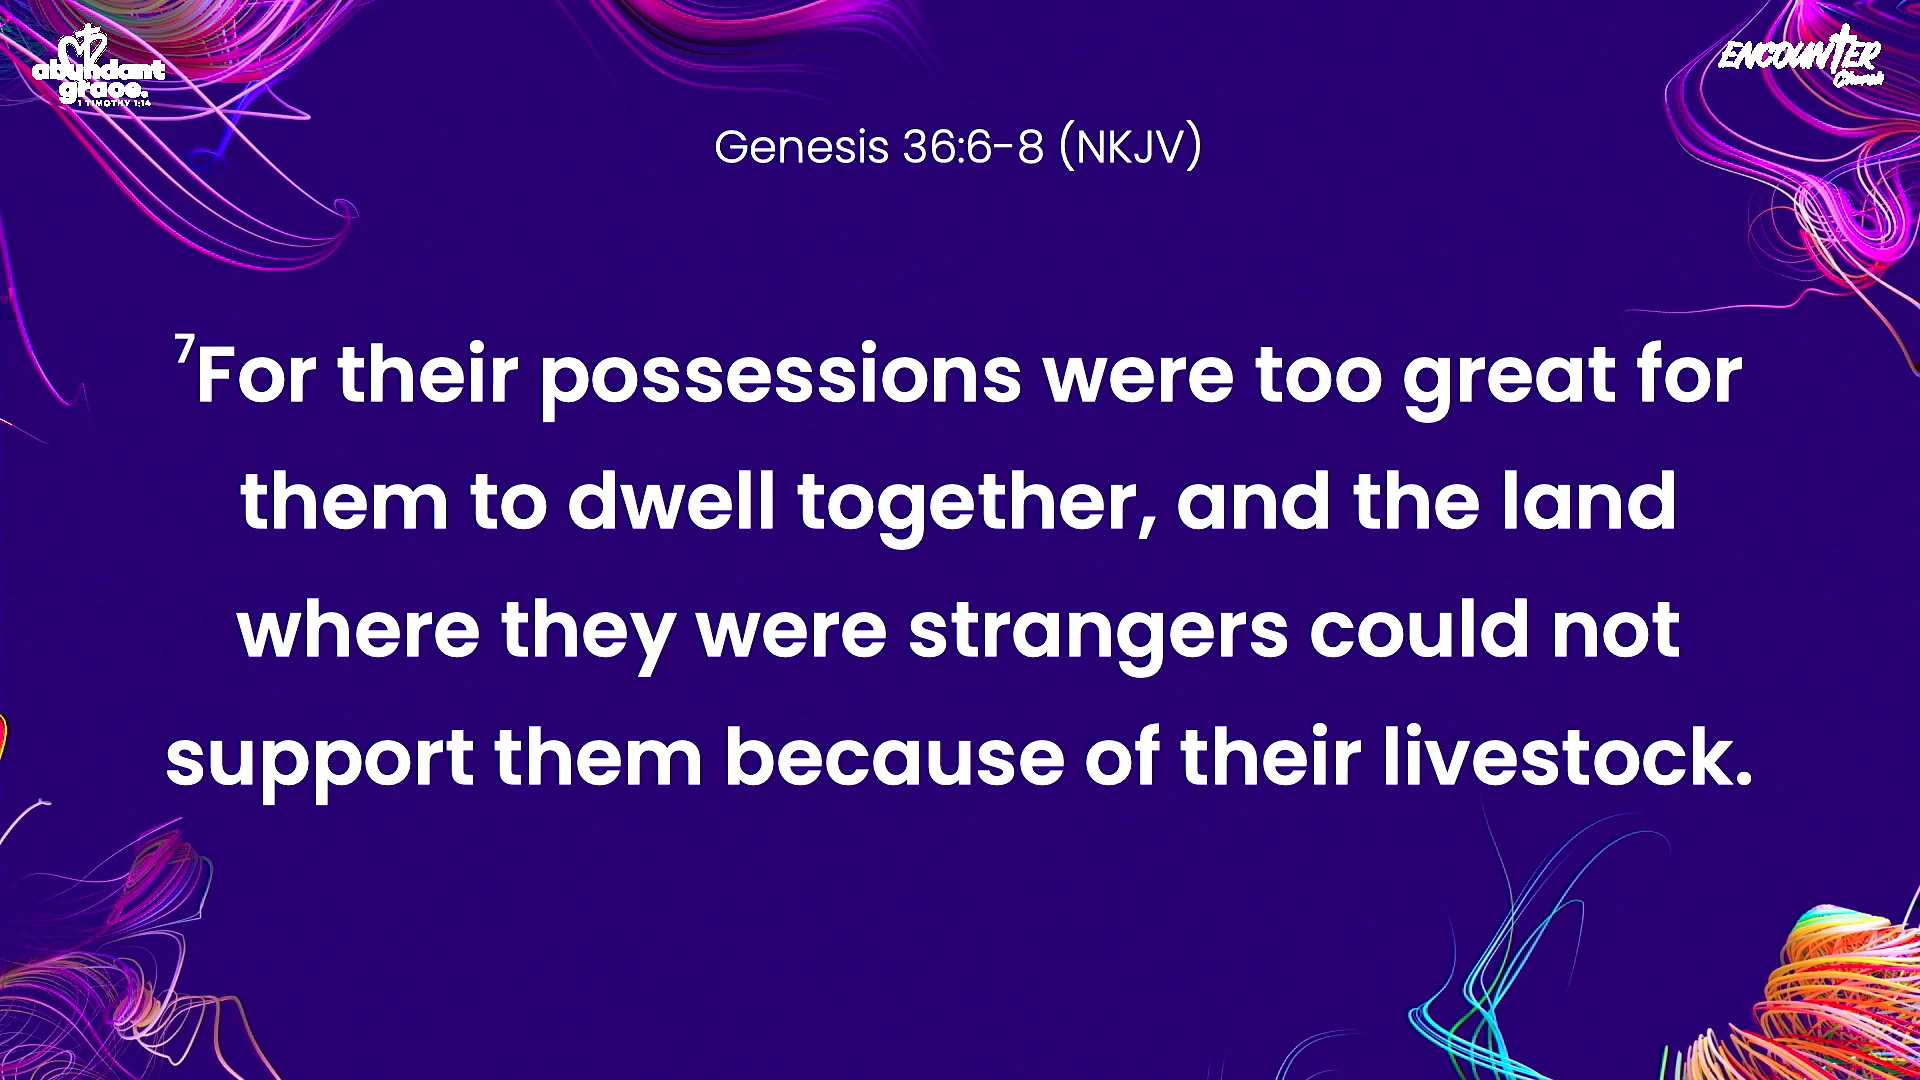 abundant
grace.
1 TIMOTHY 1:14
ENCOUNTER
Church
Genesis 36:6-8 (NKJV)
7For their possessions were too great for
them to dwell together, and the land
where they were strangers could not
support them because of their livestock.